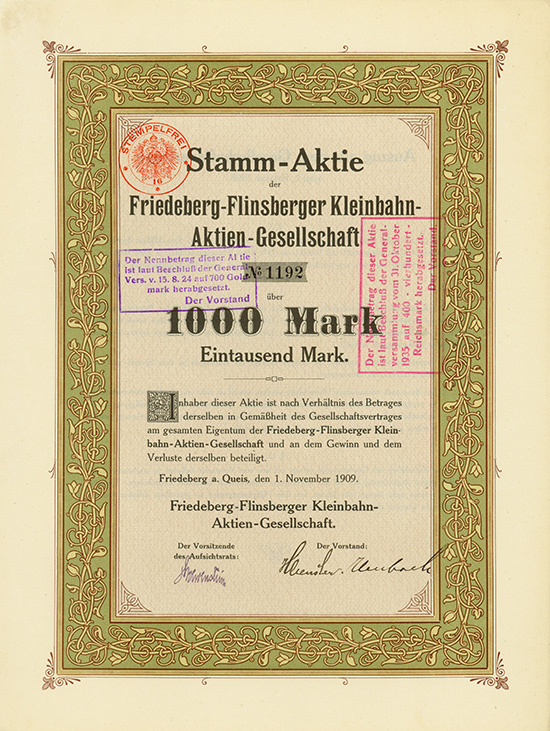 STEMPELFREI
16
Stamm-Aktie
der
Friedeberg-Flinsberger Kleinbahn-
Aktien-Gesellschaft
Der Nennbetrag dieser Aktie
ist laut Beschluß der General-
Vers. v. 15. 8. 24 auf 700 Gold
mark herabgesetzt.
Der Vorstand
№ 1192
Der Nennbetrag dieser Aktie
ist laut Beschluß der General-
versammlung vom 31. Oktober
1935 auf 400.- vierhundert-
Reichsmark herabgesetzt.
Der Vorstand.
über
1000 Mark
Eintausend Mark.
Inhaber dieser Aktie ist nach Verhältnis des Betrages
derselben in Gemäßheit des Gesellschaftsvertrages
am gesamten Eigentum der Friedeberg-Flinsberger Klein-
bahn-Aktien-Gesellschaft und an dem Gewinn und dem
Verluste derselben beteiligt.
Friedeberg a. Queis, den 1. November 1909.
Friedeberg-Flinsberger Kleinbahn-
Aktien-Gesellschaft.
Der Vorsitzende
des Aufsichtsrats:
Der Vorstand: